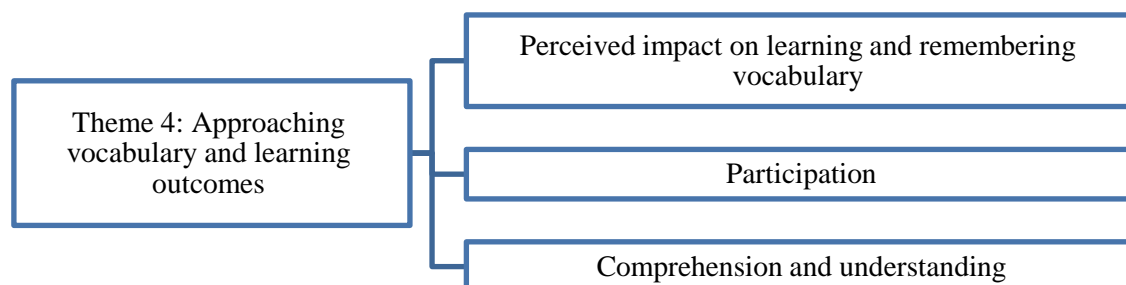 Theme 4: Approaching
vocabulary and learning
outcomes
Perceived impact on learning and remembering
vocabulary
Participation
Comprehension and understanding